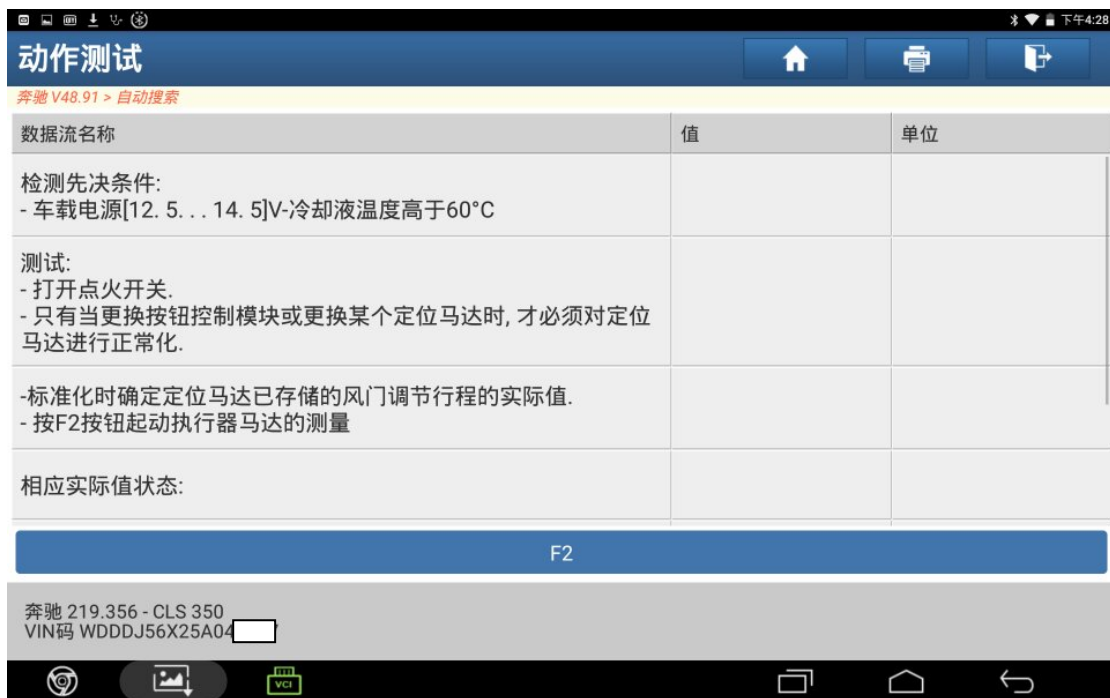 下午4:28
动作测试
奔驰 V48.91 > 自动搜索
数据流名称 值 单位
检测先决条件:
- 车载电源[12. 5. . . 14. 5]V-冷却液温度高于60°C
测试:
- 打开点火开关.
- 只有当更换按钮控制模块或更换某个定位马达时, 才必须对定位
马达进行正常化.
-标准化时确定定位马达已存储的风门调节行程的实际值.
- 按F2按钮起动执行器马达的测量
相应实际值状态:
F2
奔驰 219.356 - CLS 350
VIN码 WDDDJ56X25A04
VCI